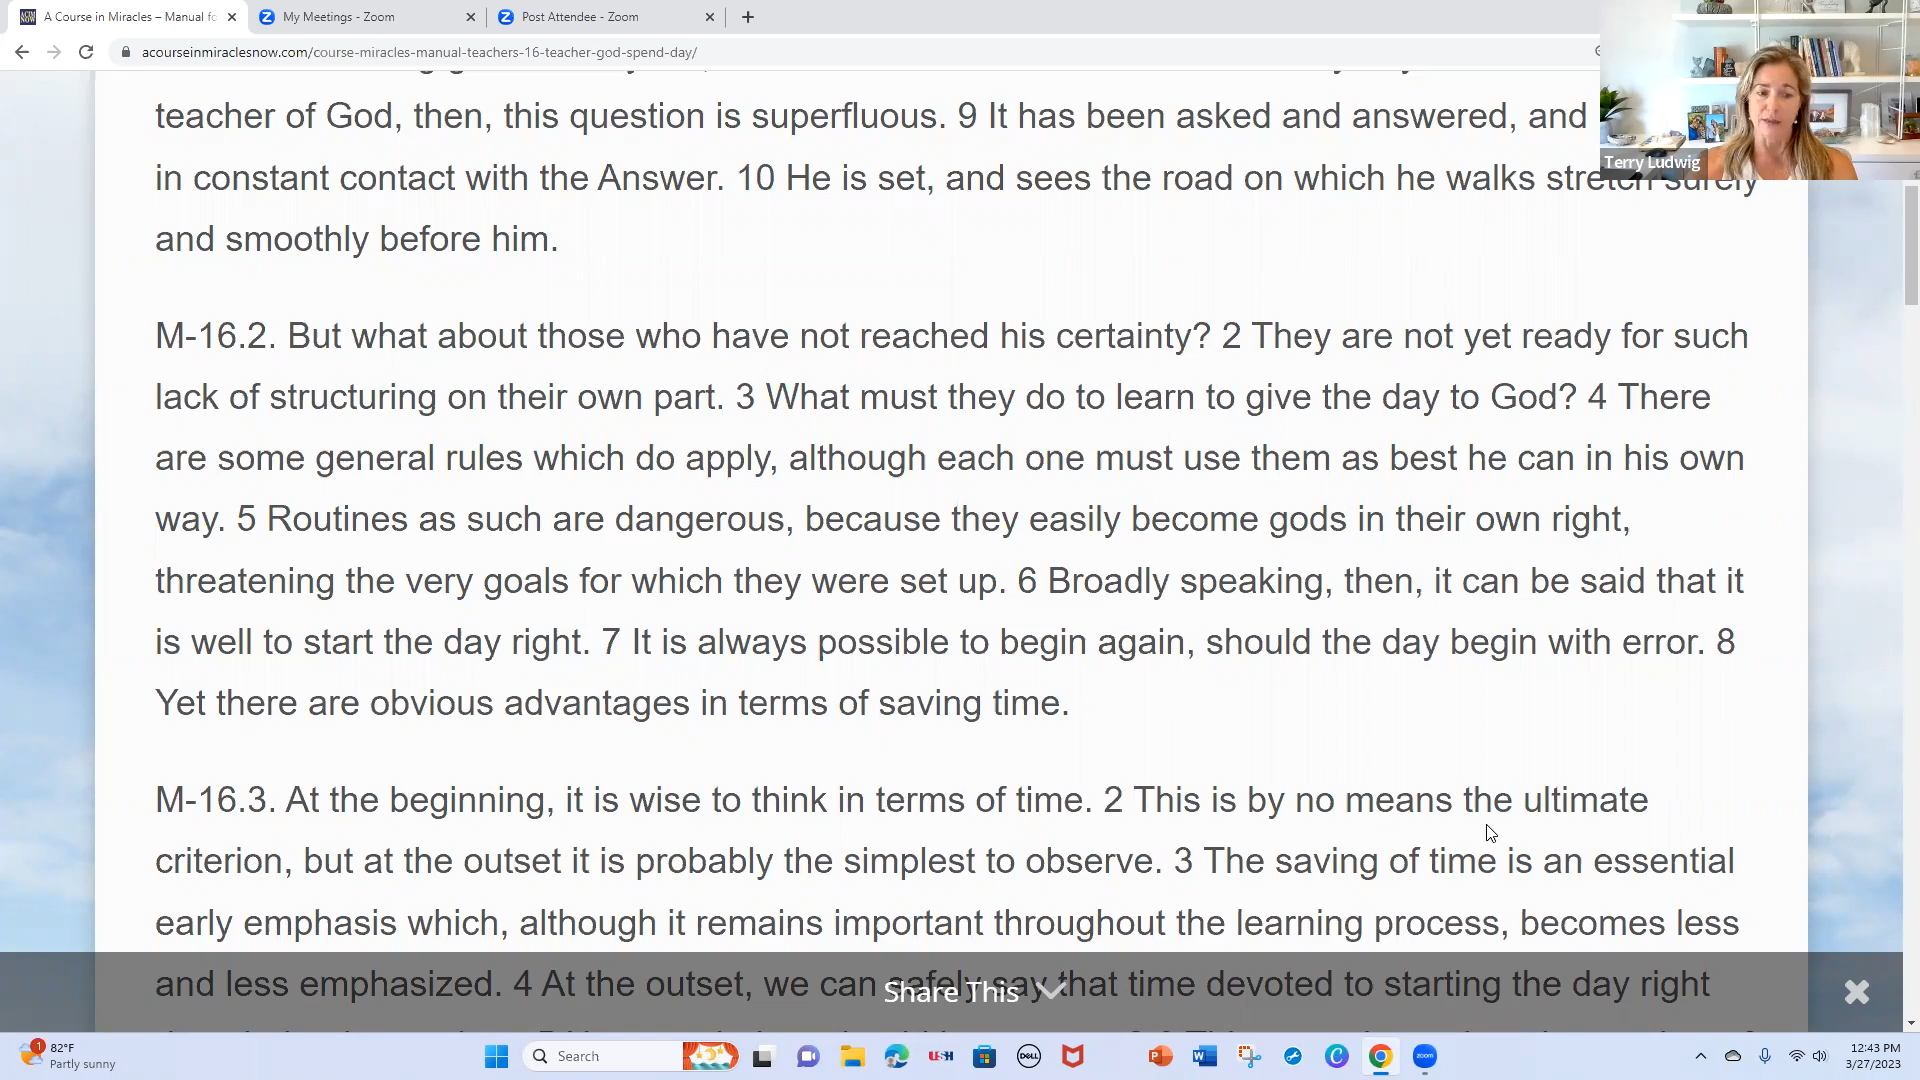 A Course in Miracles – Manual fo
My Meetings - Zoom
Post Attendee - Zoom
acourseinmiraclesnow.com/course-miracles-manual-teachers-16-teacher-god-spend-day/
Terry Ludwig
teacher of God, then, this question is superfluous. 9 It has been asked and answered, and
in constant contact with the Answer. 10 He is set, and sees the road on which he walks stretch surely
and smoothly before him.
M-16.2. But what about those who have not reached his certainty? 2 They are not yet ready for such
lack of structuring on their own part. 3 What must they do to learn to give the day to God? 4 There
are some general rules which do apply, although each one must use them as best he can in his own
way. 5 Routines as such are dangerous, because they easily become gods in their own right,
threatening the very goals for which they were set up. 6 Broadly speaking, then, it can be said that it
is well to start the day right. 7 It is always possible to begin again, should the day begin with error. 8
Yet there are obvious advantages in terms of saving time.
M-16.3. At the beginning, it is wise to think in terms of time. 2 This is by no means the ultimate
criterion, but at the outset it is probably the simplest to observe. 3 The saving of time is an essential
early emphasis which, although it remains important throughout the learning process, becomes less
and less emphasized. 4 At the outset, we can safely say that time devoted to starting the day right
Share This
1
82°F
Partly sunny
Search
USH
DELL
zoom
12:43 PM
3/27/2023